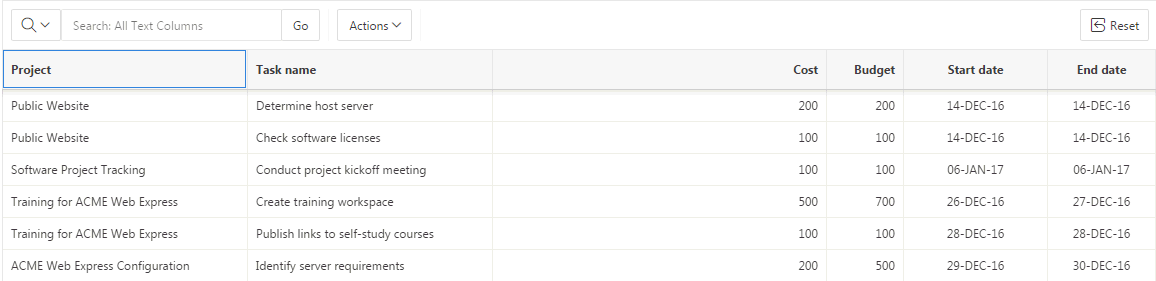 Search: All Text Columns Go Actions Reset
Project Task name Cost Budget Start date End date
Public Website Determine host server 200 200 14-DEC-16 14-DEC-16
Public Website Check software licenses 100 100 14-DEC-16 14-DEC-16
Software Project Tracking Conduct project kickoff meeting 100 100 06-JAN-17 06-JAN-17
Training for ACME Web Express Create training workspace 500 700 26-DEC-16 27-DEC-16
Training for ACME Web Express Publish links to self-study courses 100 100 28-DEC-16 28-DEC-16
ACME Web Express Configuration Identify server requirements 200 500 29-DEC-16 30-DEC-16